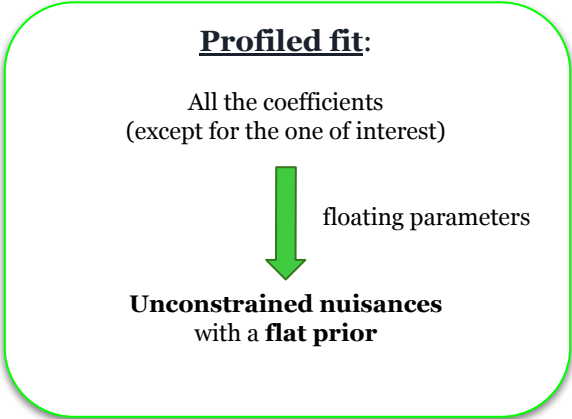 Profiled fit:
All the coefficients
(except for the one of interest)
floating parameters
Unconstrained nuisances
with a flat prior